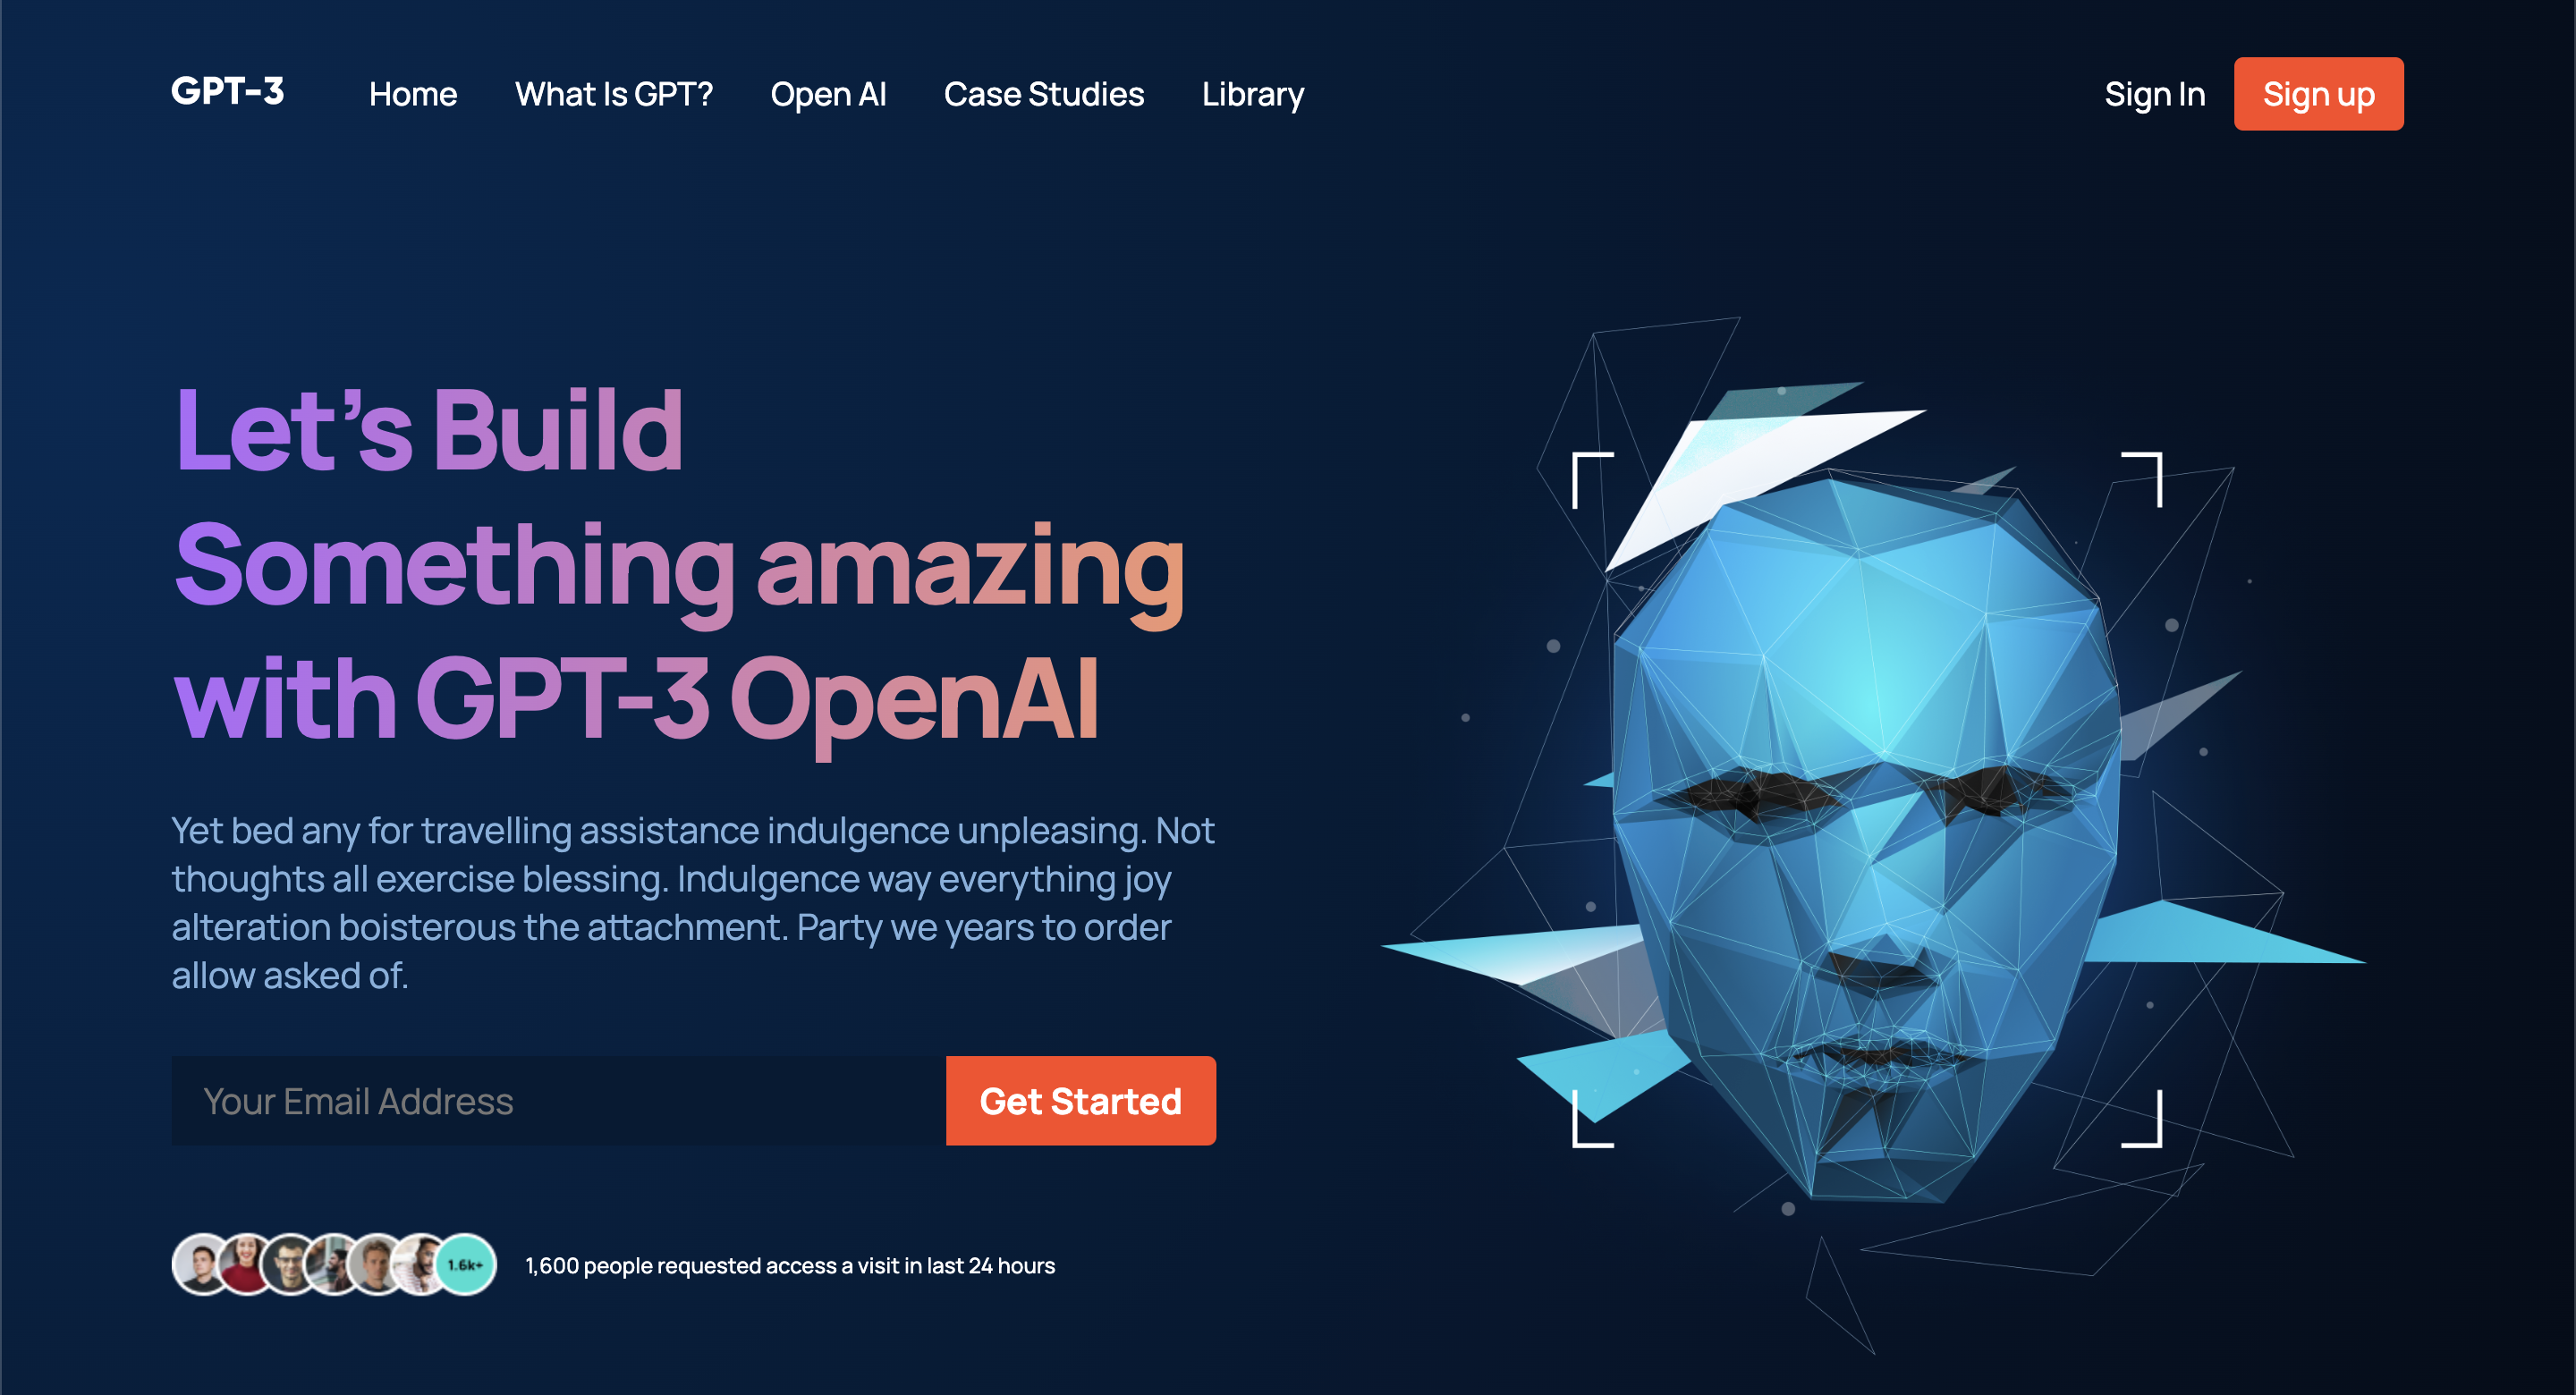 GPT-3
Home
What Is GPT?
Open AI
Case Studies
Library
Sign In
Sign up
Let’s Build
Something amazing
with GPT-3 OpenAI
Yet bed any for travelling assistance indulgence unpleasing. Not
thoughts all exercise blessing. Indulgence way everything joy
alteration boisterous the attachment. Party we years to order
allow asked of.
Your Email Address
Get Started
1.6k+
1,600 people requested access a visit in last 24 hours